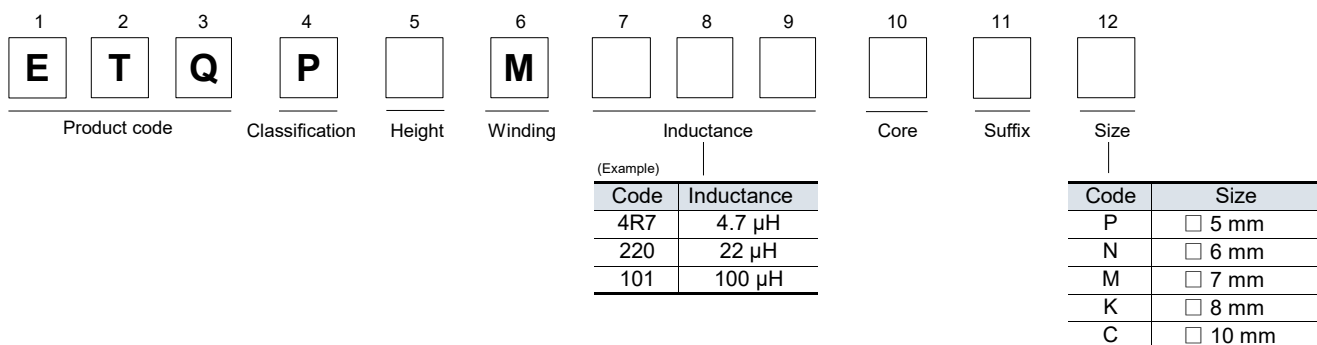 1 2 3 4 5 6 7 8 9 10 11 12
E T Q P M
Product code Classification Height Winding Inductance Core Suffix Size
(Example)
Code Inductance
4R7 4.7 µH
220 22 µH
101 100 µH
Code Size
P □ 5 mm
N □ 6 mm
M □ 7 mm
K □ 8 mm
C □ 10 mm